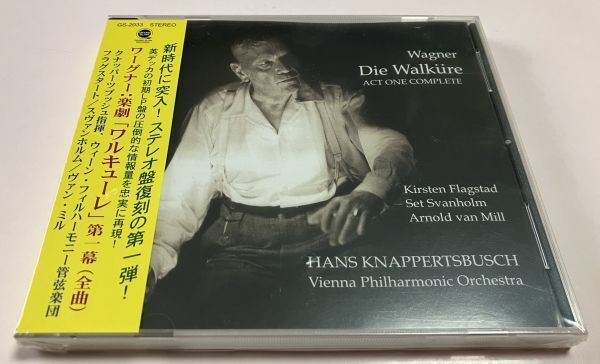 GS-2033 STEREO
新時代に突入！ステレオ盤復刻の第一弾！
英デッカの初期LP盤の圧倒的な情報量を忠実に再現！
ワーグナー：楽劇「ワルキューレ」第一幕（全曲）
クナッパーツブッシュ指揮、ウィーン・フィルハーモニー管弦楽団
フラグスタート／スヴァンホルム／ヴァン・ミル
Wagner
Die Walküre
ACT ONE COMPLETE
Kirsten Flagstad
Set Svanholm
Arnold van Mill
HANS KNAPPERTSBUSCH
Vienna Philharmonic Orchestra